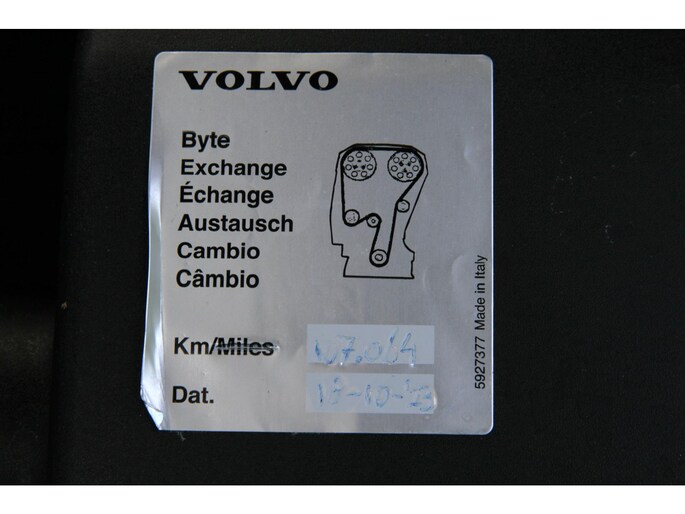 VOLVO
Byte
Exchange
Échange
Austausch
Cambio
Câmbio
Km/Miles
Dat.
5927377 Made in Italy